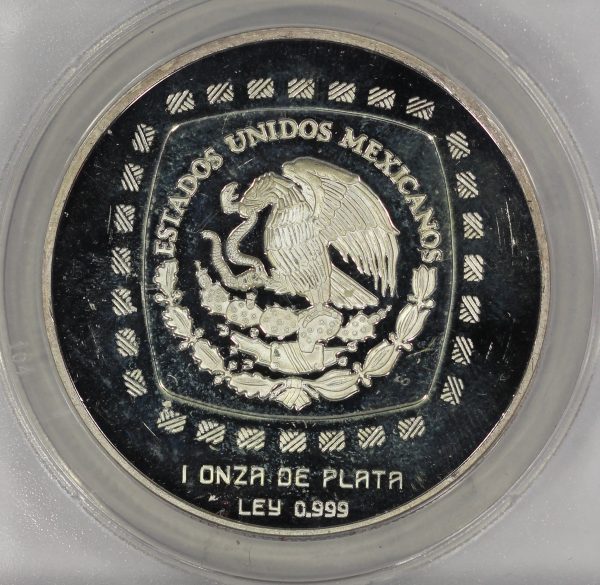 ESTADOS UNIDOS MEXICANOS
1 ONZA DE PLATA
LEY 0.999